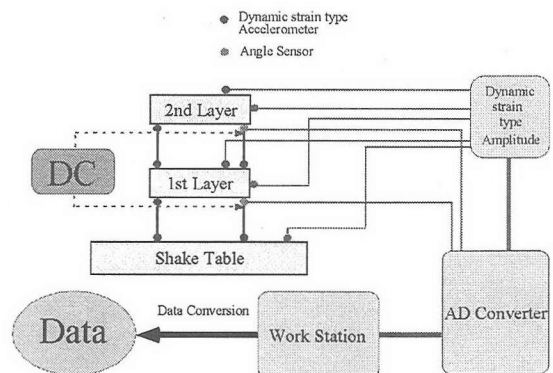 Dynamic strain type
Accelerometer
Angle Sensor
2nd Layer
Dynamic
strain
type
Amplitude
DC
1st Layer
Shake Table
Data
Data Conversion
Work Station
AD Converter